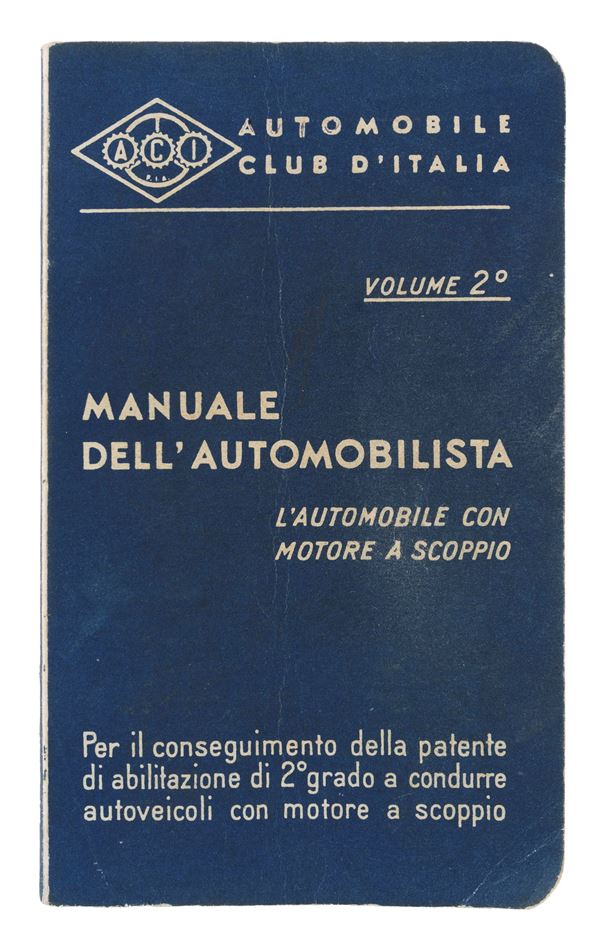 ACI
F.I.A.
AUTOMOBILE
CLUB D'ITALIA
VOLUME 2°
MANUALE
DELL'AUTOMOBILISTA
L'AUTOMOBILE CON
MOTORE A SCOPPIO
Per il conseguimento della patente
di abilitazione di 2° grado a condurre
autoveicoli con motore a scoppio